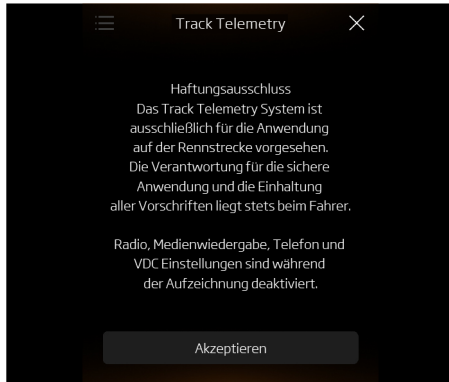 Track Telemetry
Haftungsausschluss
Das Track Telemetry System ist
ausschließlich für die Anwendung
auf der Rennstrecke vorgesehen.
Die Verantwortung für die sichere
Anwendung und die Einhaltung
aller Vorschriften liegt stets beim Fahrer.
Radio, Medienwiedergabe, Telefon und
VDC Einstellungen sind während
der Aufzeichnung deaktiviert.
Akzeptieren